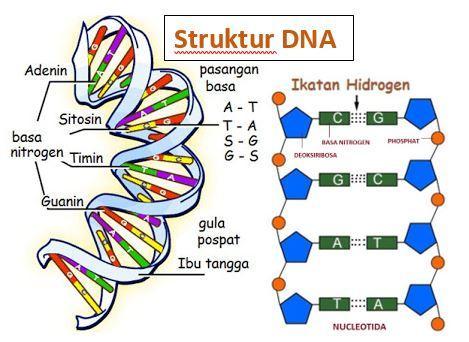 Struktur DNA
Adenin
Sitosin
basa
nitrogen
Timin
Guanin
pasangan
basa
A - T
T - A
S - G
G - S
gula
pospat
Ibu tangga
Ikatan Hidrogen
C G
BASA NITROGEN
PHOSPHAT
DEOKSIRIBOSA
G C
A T
T A
NUCLEOTIDA